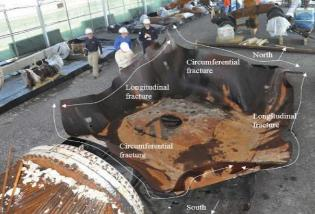 North
Circumferential
fracture
Longitudinal
fracture
Circumferential
fracture
Longitudinal
fracture
South